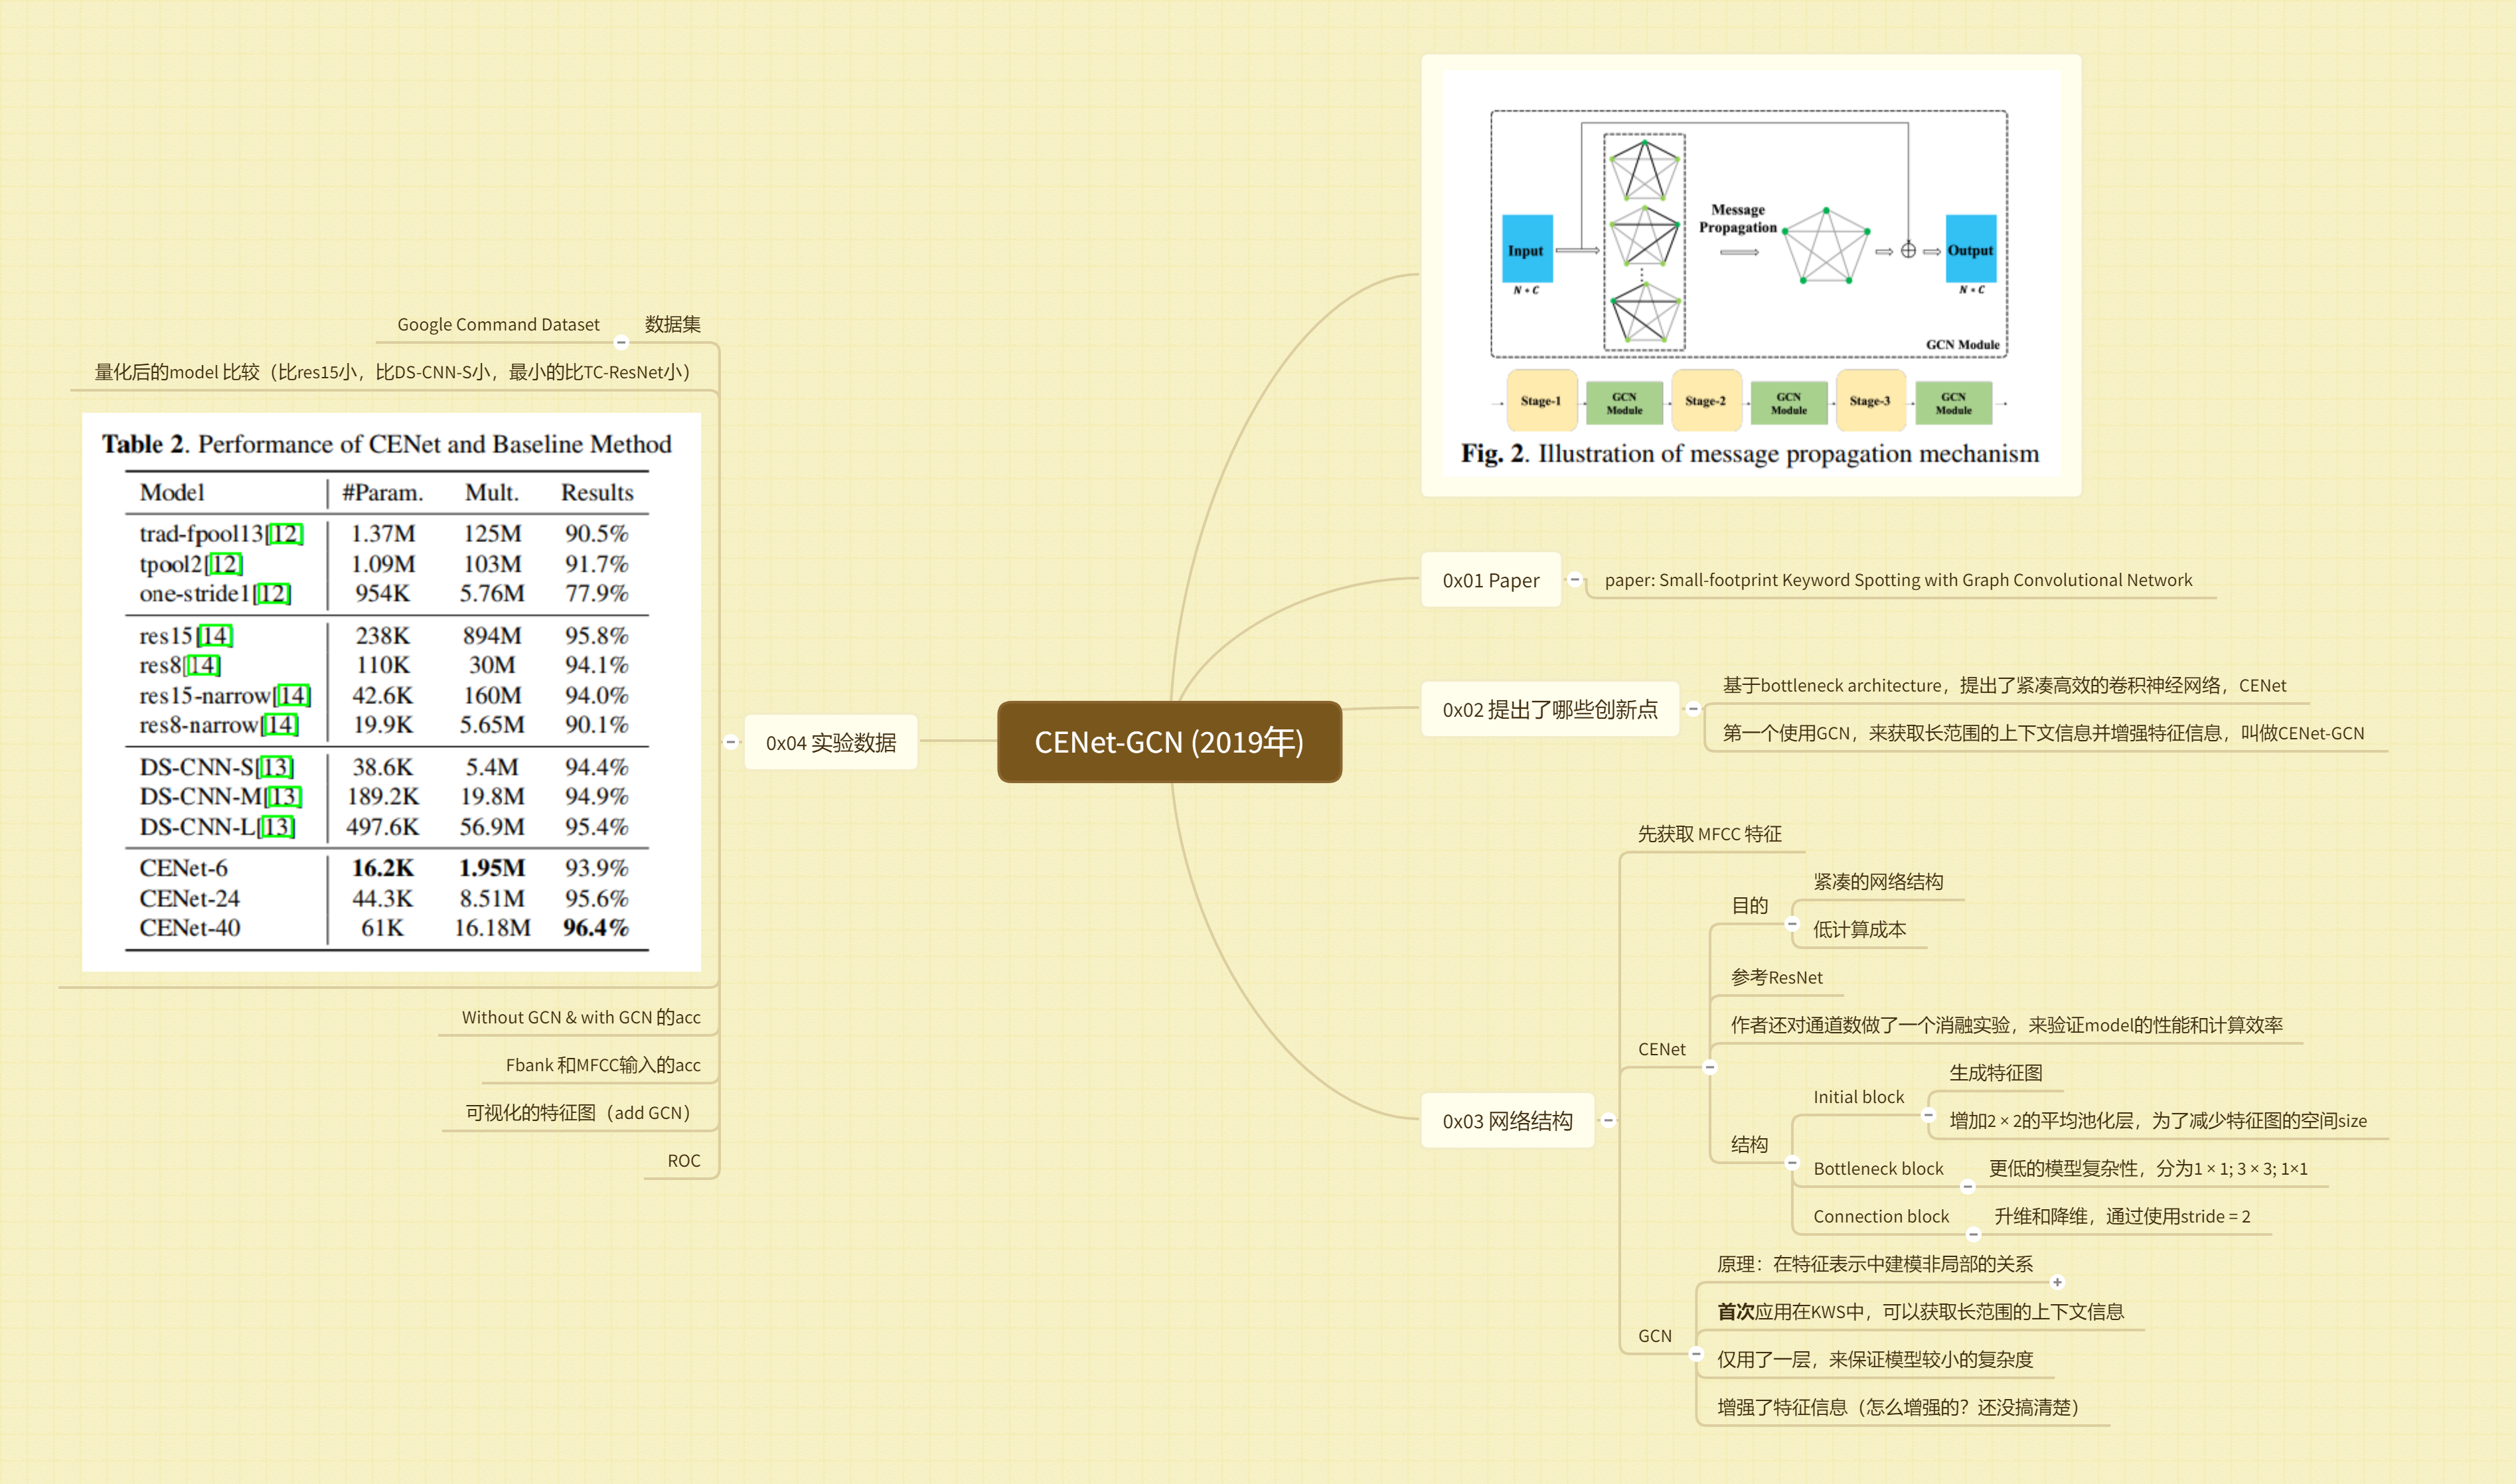 CENet-GCN (2019年)
Message
Propagation
Input
N * C
Output
N * C
GCN Module
Stage-1
GCN
Module
Stage-2
GCN
Module
Stage-3
GCN
Module
Fig. 2. Illustration of message propagation mechanism
0x01 Paper
paper: Small-footprint Keyword Spotting with Graph Convolutional Network
0x02 提出了哪些创新点
基于bottleneck architecture，提出了紧凑高效的卷积神经网络，CENet
第一个使用GCN，来获取长范围的上下文信息并增强特征信息，叫做CENet-GCN
0x03 网络结构
先获取 MFCC 特征
CENet
目的
紧凑的网络结构
低计算成本
参考ResNet
作者还对通道数做了一个消融实验，来验证model的性能和计算效率
结构
Initial block
生成特征图
增加2 × 2的平均池化层，为了减少特征图的空间size
Bottleneck block
更低的模型复杂性，分为1 × 1; 3 × 3; 1×1
Connection block
升维和降维，通过使用stride = 2
GCN
原理：在特征表示中建模非局部的关系
首次应用在KWS中，可以获取长范围的上下文信息
仅用了一层，来保证模型较小的复杂度
增强了特征信息（怎么增强的？还没搞清楚）
0x04 实验数据
数据集
Google Command Dataset
量化后的model 比较（比res15小，比DS-CNN-S小，最小的比TC-ResNet小）
Table 2. Performance of CENet and Baseline Method
Model #Param. Mult. Results
trad-fpool13[12] 1.37M 125M 90.5%
tpool2[12] 1.09M 103M 91.7%
one-stride1[12] 954K 5.76M 77.9%
res15[14] 238K 894M 95.8%
res8[14] 110K 30M 94.1%
res15-narrow[14] 42.6K 160M 94.0%
res8-narrow[14] 19.9K 5.65M 90.1%
DS-CNN-S[13] 38.6K 5.4M 94.4%
DS-CNN-M[13] 189.2K 19.8M 94.9%
DS-CNN-L[13] 497.6K 56.9M 95.4%
CENet-6 16.2K 1.95M 93.9%
CENet-24 44.3K 8.51M 95.6%
CENet-40 61K 16.18M 96.4%
Without GCN & with GCN 的acc
Fbank 和MFCC输入的acc
可视化的特征图（add GCN）
ROC